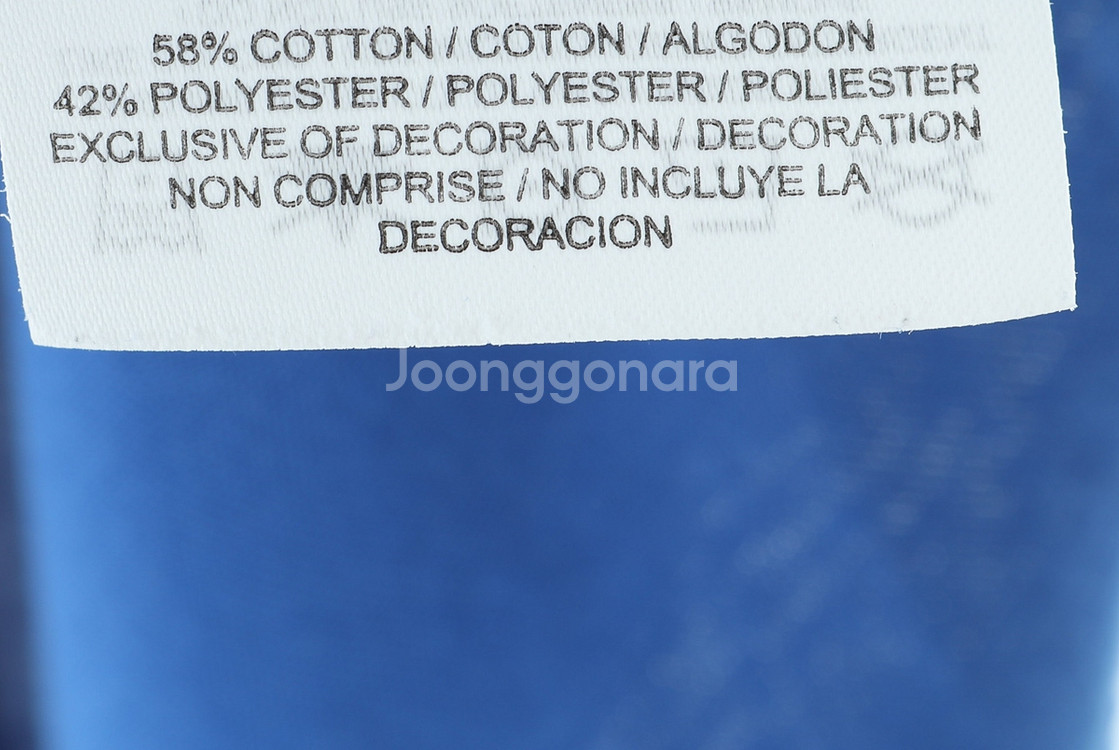 58% COTTON / COTON / ALGODON
42% POLYESTER / POLYESTER / POLIESTER
EXCLUSIVE OF DECORATION / DECORATION
NON COMPRISE / NO INCLUYE LA
DECORACION
Joonggonara